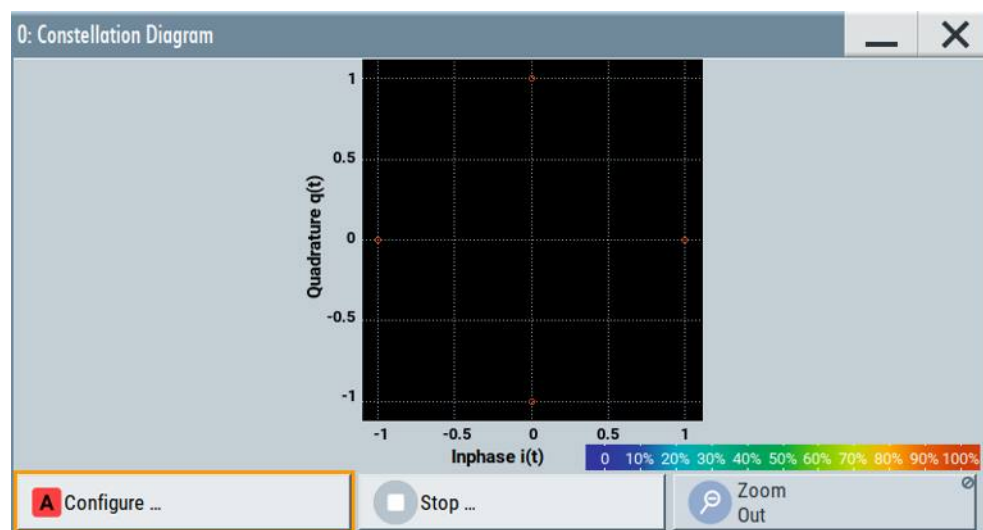 0: Constellation Diagram
1
0.5
0
-0.5
-1
Quadrature q(t)
-1 -0.5 0 0.5 1
Inphase i(t)
0 10% 20% 30% 40% 50% 60% 70% 80% 90% 100%
A Configure ...
Stop ...
Zoom
Out